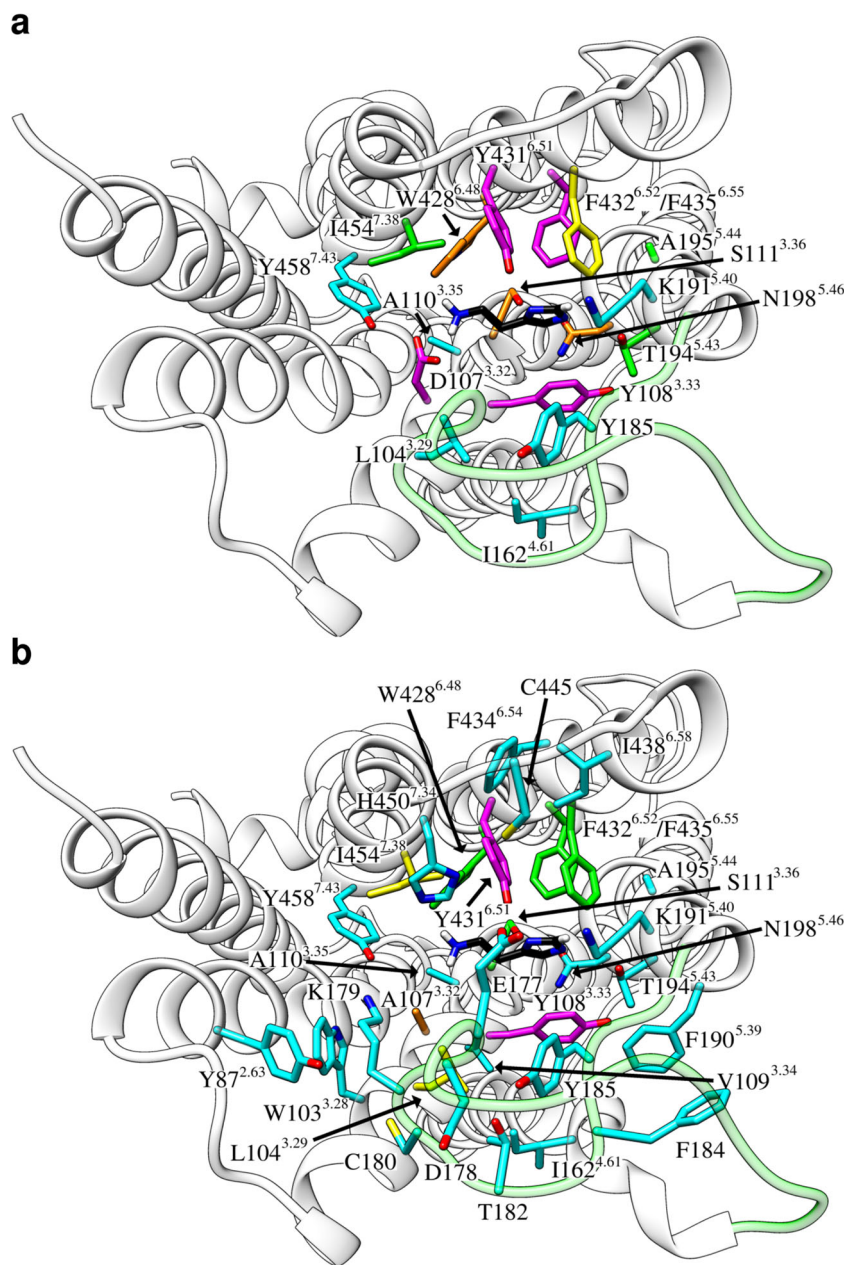 a
Y431^6.51
W428^6.48
F432^6.52/F435^6.55
I454^7.38
A195^5.44
S111^3.36
Y458^7.43
K191^5.40
A110^3.35
N198^5.46
T194^5.43
D107^3.32
Y108^3.33
Y185
L104^3.29
I162^4.61
b
W428^6.48
C445
F434^6.54
I438^6.58
H450^7.34
F432^6.52/F435^6.55
I454^7.38
A195^5.44
S111^3.36
Y458^7.43
K191^5.40
Y431^6.51
N198^5.46
A110^3.35
E177
T194^5.43
K179
A107^3.32
Y108^3.33
F190^5.39
Y87^2.63
V109^3.34
W103^3.28
Y185
L104^3.29
F184
C180
D178
I162^4.61
T182